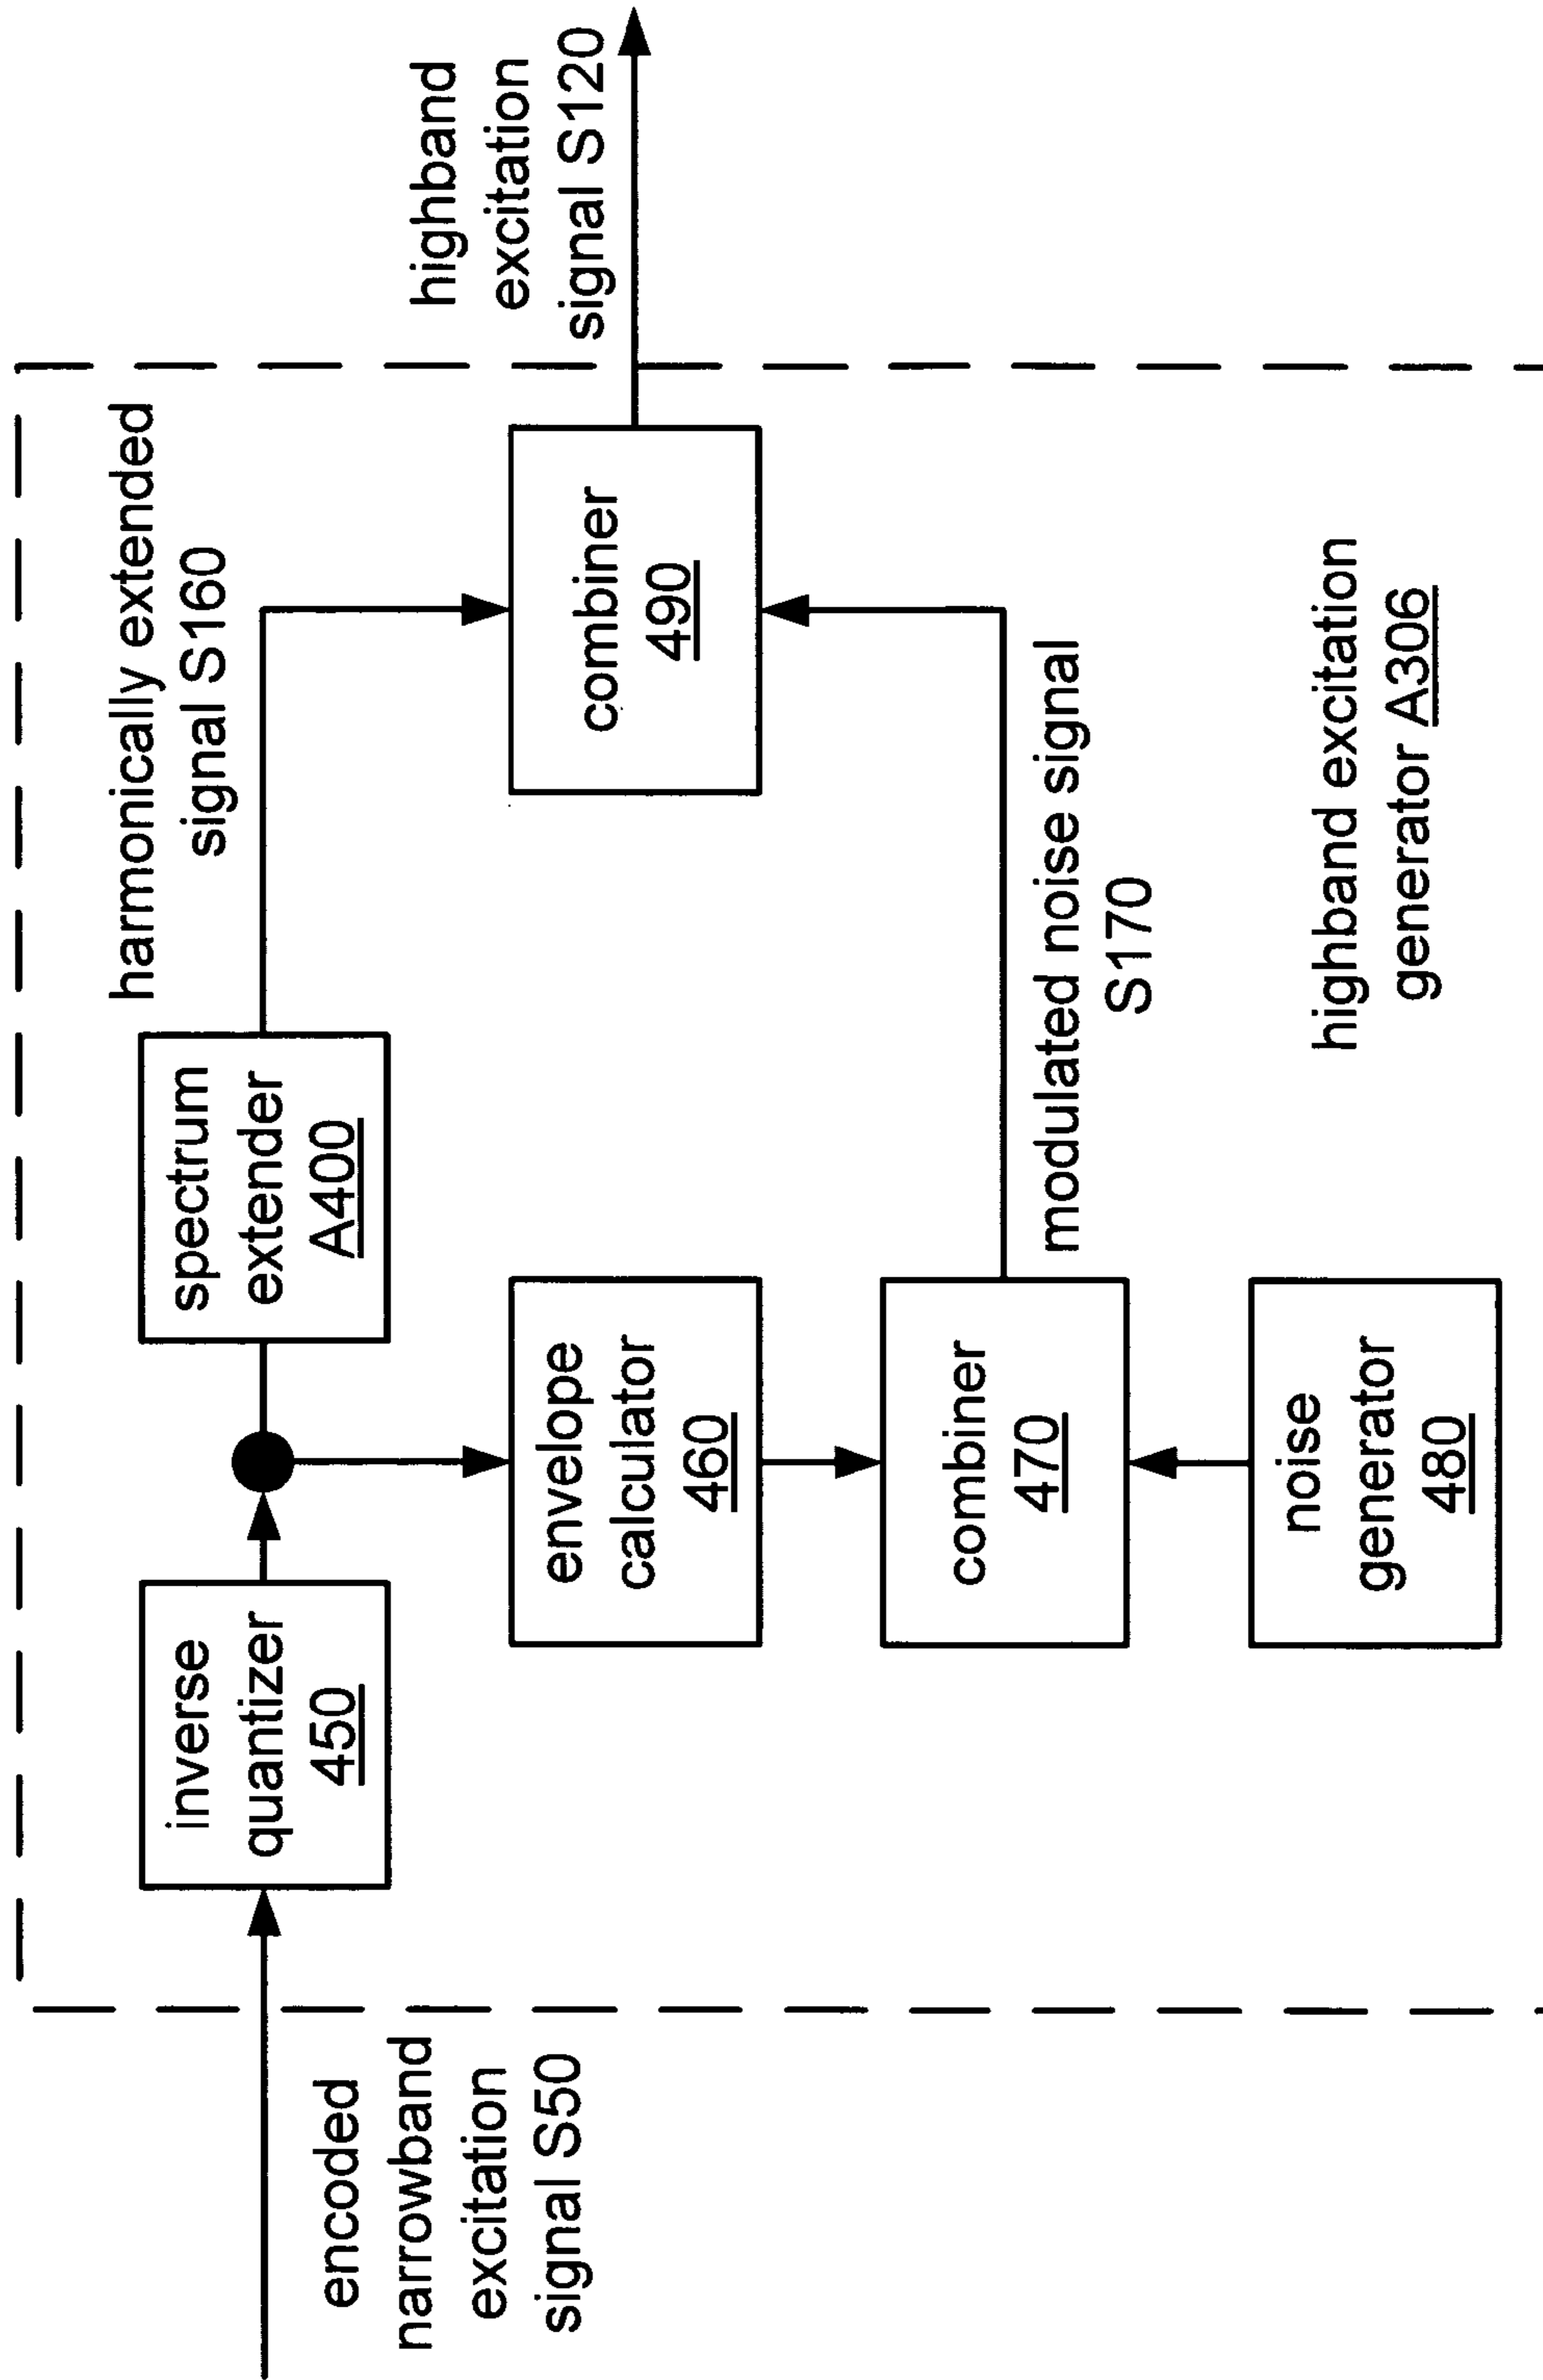 encoded
narrowband
excitation
signal S50
inverse
quantizer
450
spectrum
extender
A400
harmonically extended
signal S160
envelope
calculator
460
combiner
470
noise
generator
480
modulated noise signal
S170
combiner
490
highband
excitation
signal S120
highband excitation
generator A306